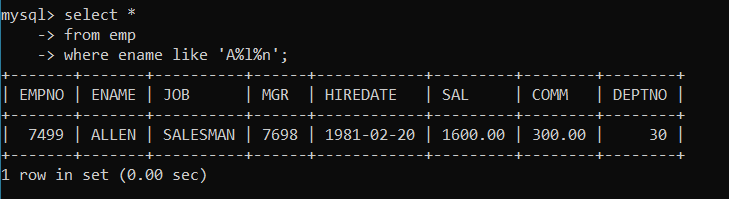 mysql> select *
    -> from emp
    -> where ename like 'A%l%n';
+-------+-------+----------+------+------------+---------+--------+--------+
| EMPNO | ENAME | JOB      | MGR  | HIREDATE   | SAL     | COMM   | DEPTNO |
+-------+-------+----------+------+------------+---------+--------+--------+
|  7499 | ALLEN | SALESMAN | 7698 | 1981-02-20 | 1600.00 | 300.00 |     30 |
+-------+-------+----------+------+------------+---------+--------+--------+
1 row in set (0.00 sec)